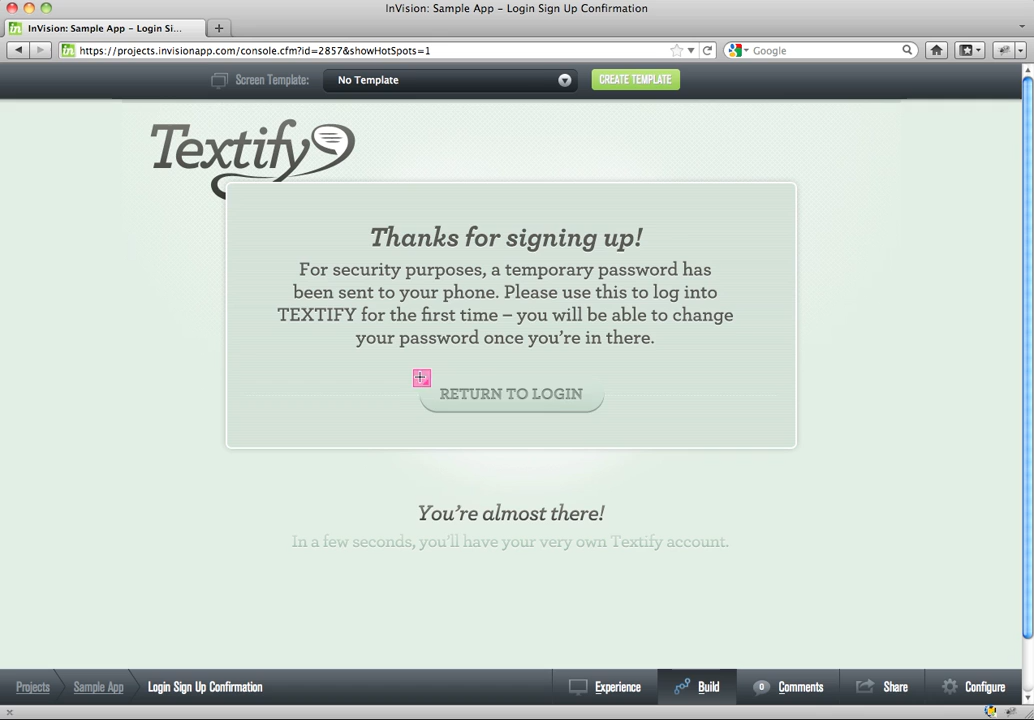 InVision: Sample App – Login Sign Up Confirmation
in InVision: Sample App – Login Si...
in https://projects.invisionapp.com/console.cfm?id=2857&showHotSpots=1
Google
Screen Template:
No Template
CREATE TEMPLATE
Textify
Thanks for signing up!
For security purposes, a temporary password has
been sent to your phone. Please use this to log into
TEXTIFY for the first time – you will be able to change
your password once you’re in there.
RETURN TO LOGIN
You’re almost there!
In a few seconds, you’ll have your very own Textify account.
Projects
Sample App
Login Sign Up Confirmation
Experience
Build
0 Comments
Share
Configure